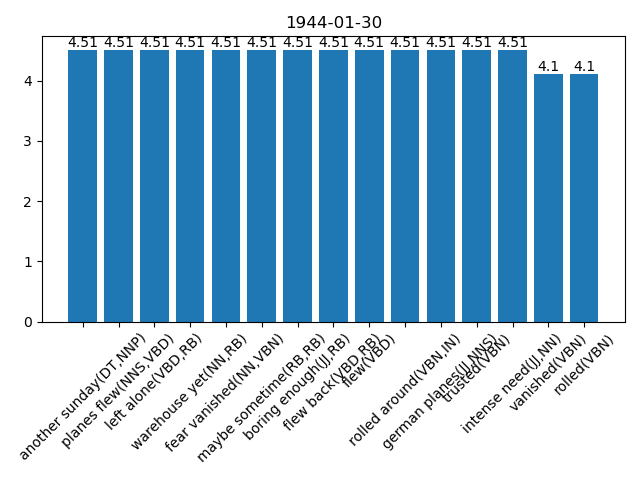 1944-01-30
4.51 4.51 4.51 4.51 4.51 4.51 4.51 4.51 4.51 4.51 4.51 4.51 4.51 4.1 4.1
4
3
2
1
0
another sunday(DT,NNP)
planes flew(NNS,VBD)
left alone(VBD,RB)
warehouse yet(NN,RB)
fear vanished(NN,VBN)
maybe sometime(RB,RB)
boring enough(JJ,RB)
flew back(VBD,RB)
flew(VBD)
rolled around(VBN,IN)
german planes(JJ,NNS)
trusted(VBN)
intense need(JJ,NN)
vanished(VBN)
rolled(VBN)